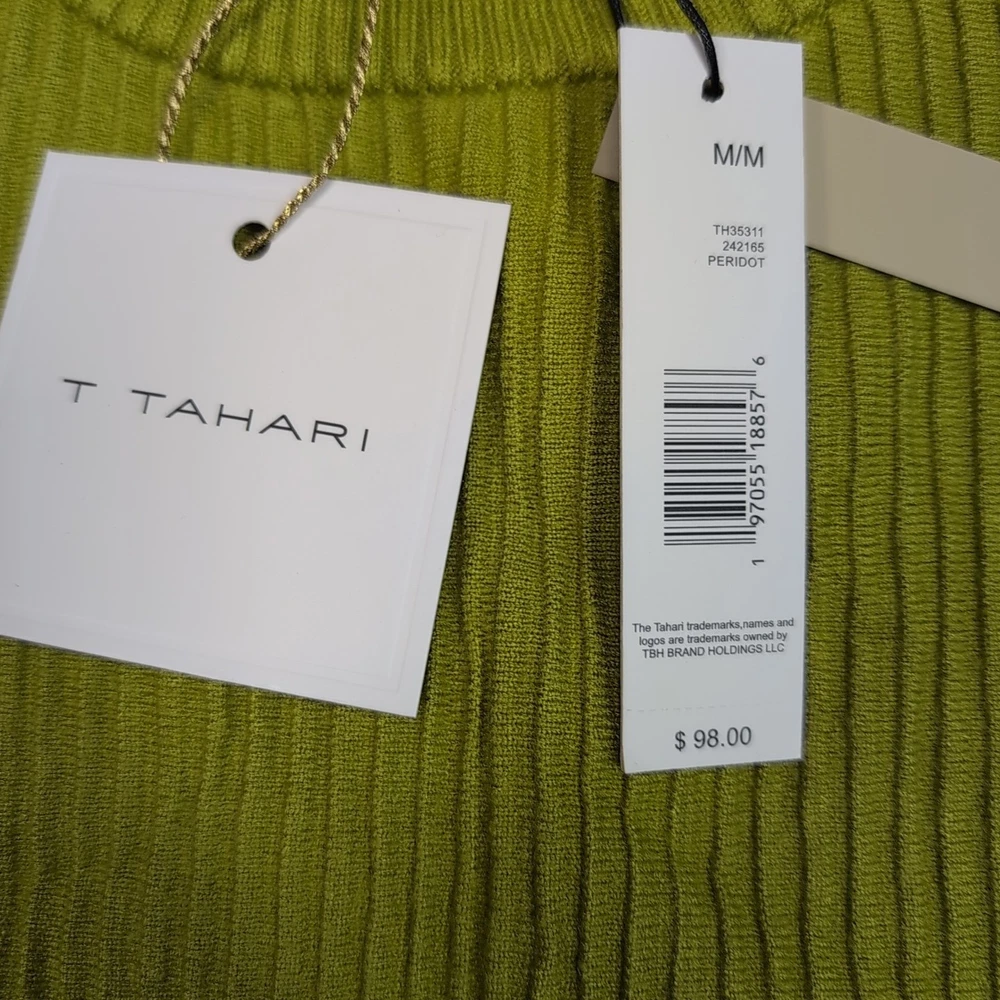 T TAHARI
M/M
TH35311
242165
PERIDOT
1 97055 18857 6
The Tahari trademarks,names and
logos are trademarks owned by
TBH BRAND HOLDINGS LLC
$ 98.00